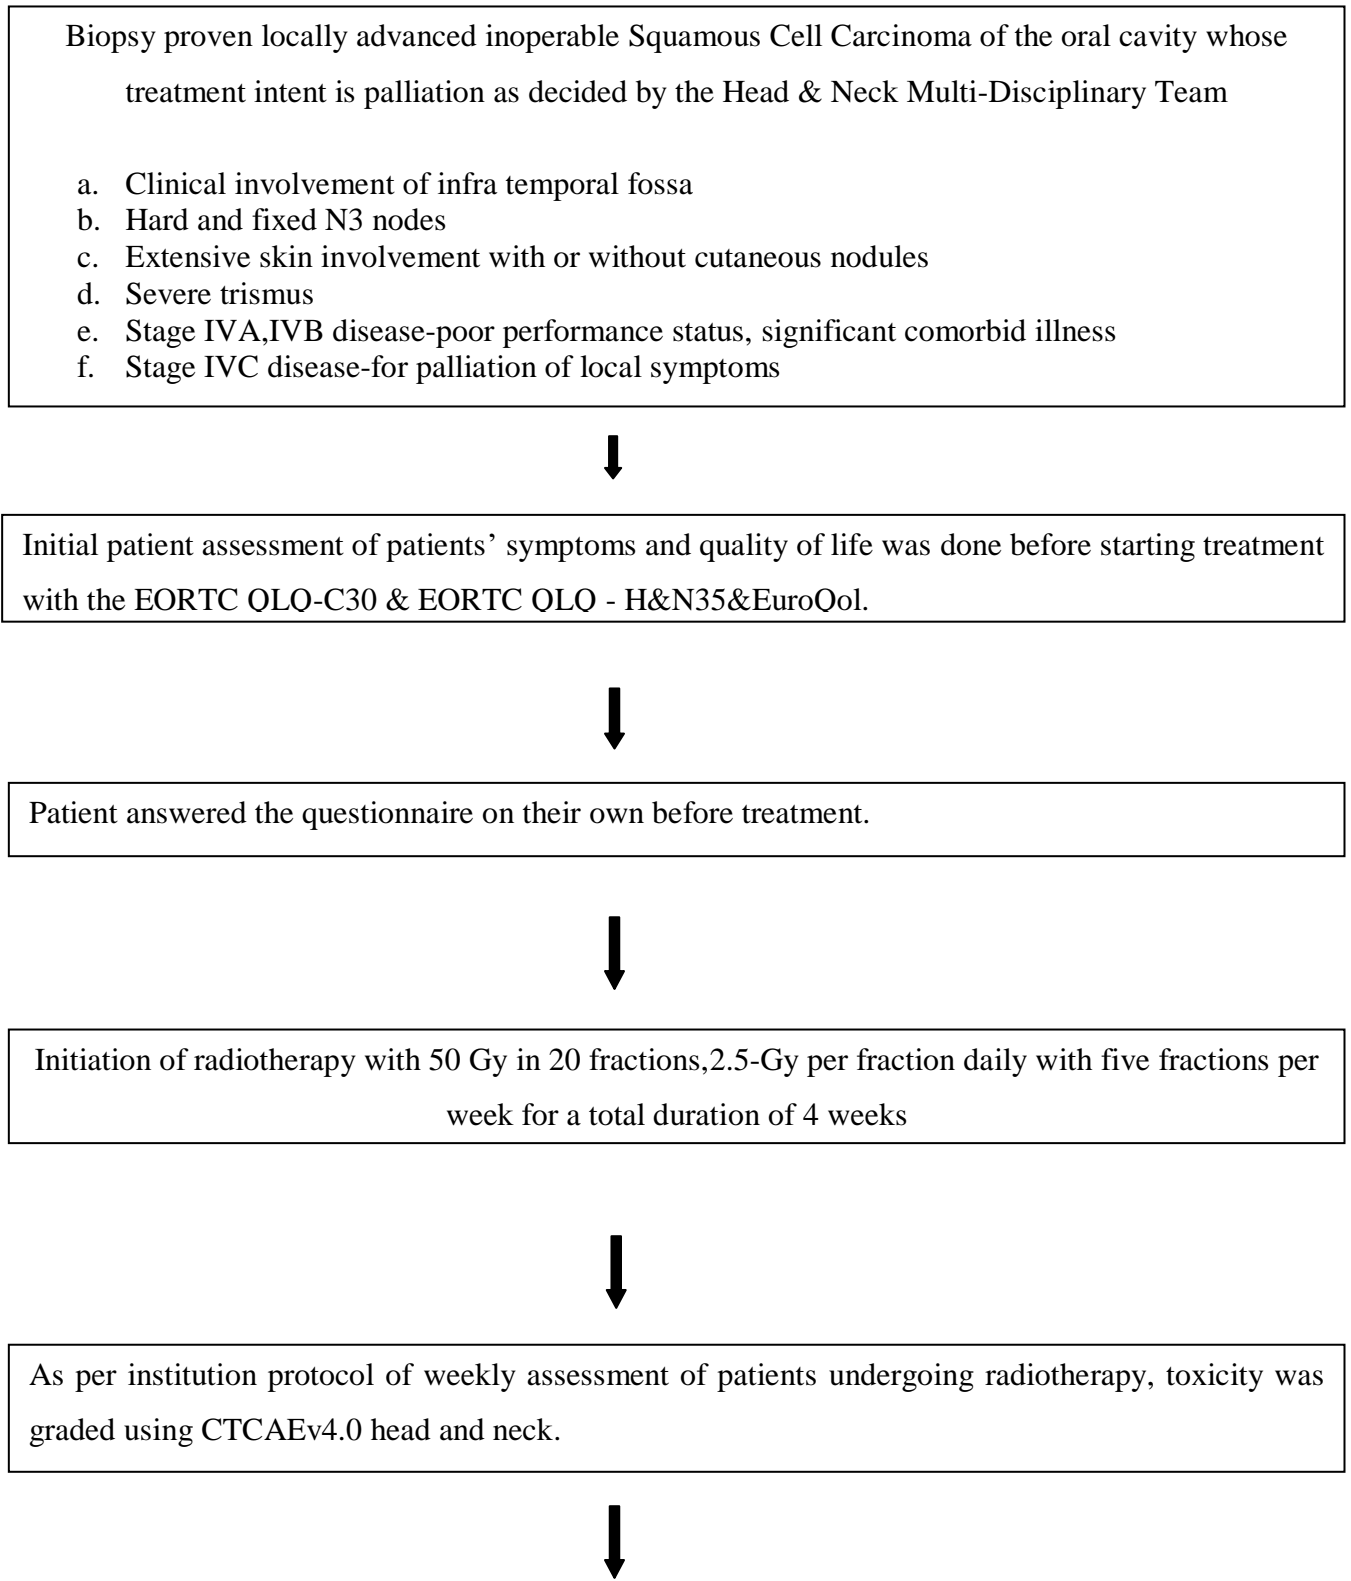 Biopsy proven locally advanced inoperable Squamous Cell Carcinoma of the oral cavity whose
treatment intent is palliation as decided by the Head & Neck Multi-Disciplinary Team
a. Clinical involvement of infra temporal fossa
b. Hard and fixed N3 nodes
c. Extensive skin involvement with or without cutaneous nodules
d. Severe trismus
e. Stage IVA,IVB disease-poor performance status, significant comorbid illness
f. Stage IVC disease-for palliation of local symptoms
Initial patient assessment of patients’ symptoms and quality of life was done before starting treatment
with the EORTC QLQ-C30 & EORTC QLQ - H&N35&EuroQol.
Patient answered the questionnaire on their own before treatment.
Initiation of radiotherapy with 50 Gy in 20 fractions,2.5-Gy per fraction daily with five fractions per
week for a total duration of 4 weeks
As per institution protocol of weekly assessment of patients undergoing radiotherapy, toxicity was
graded using CTCAEv4.0 head and neck.